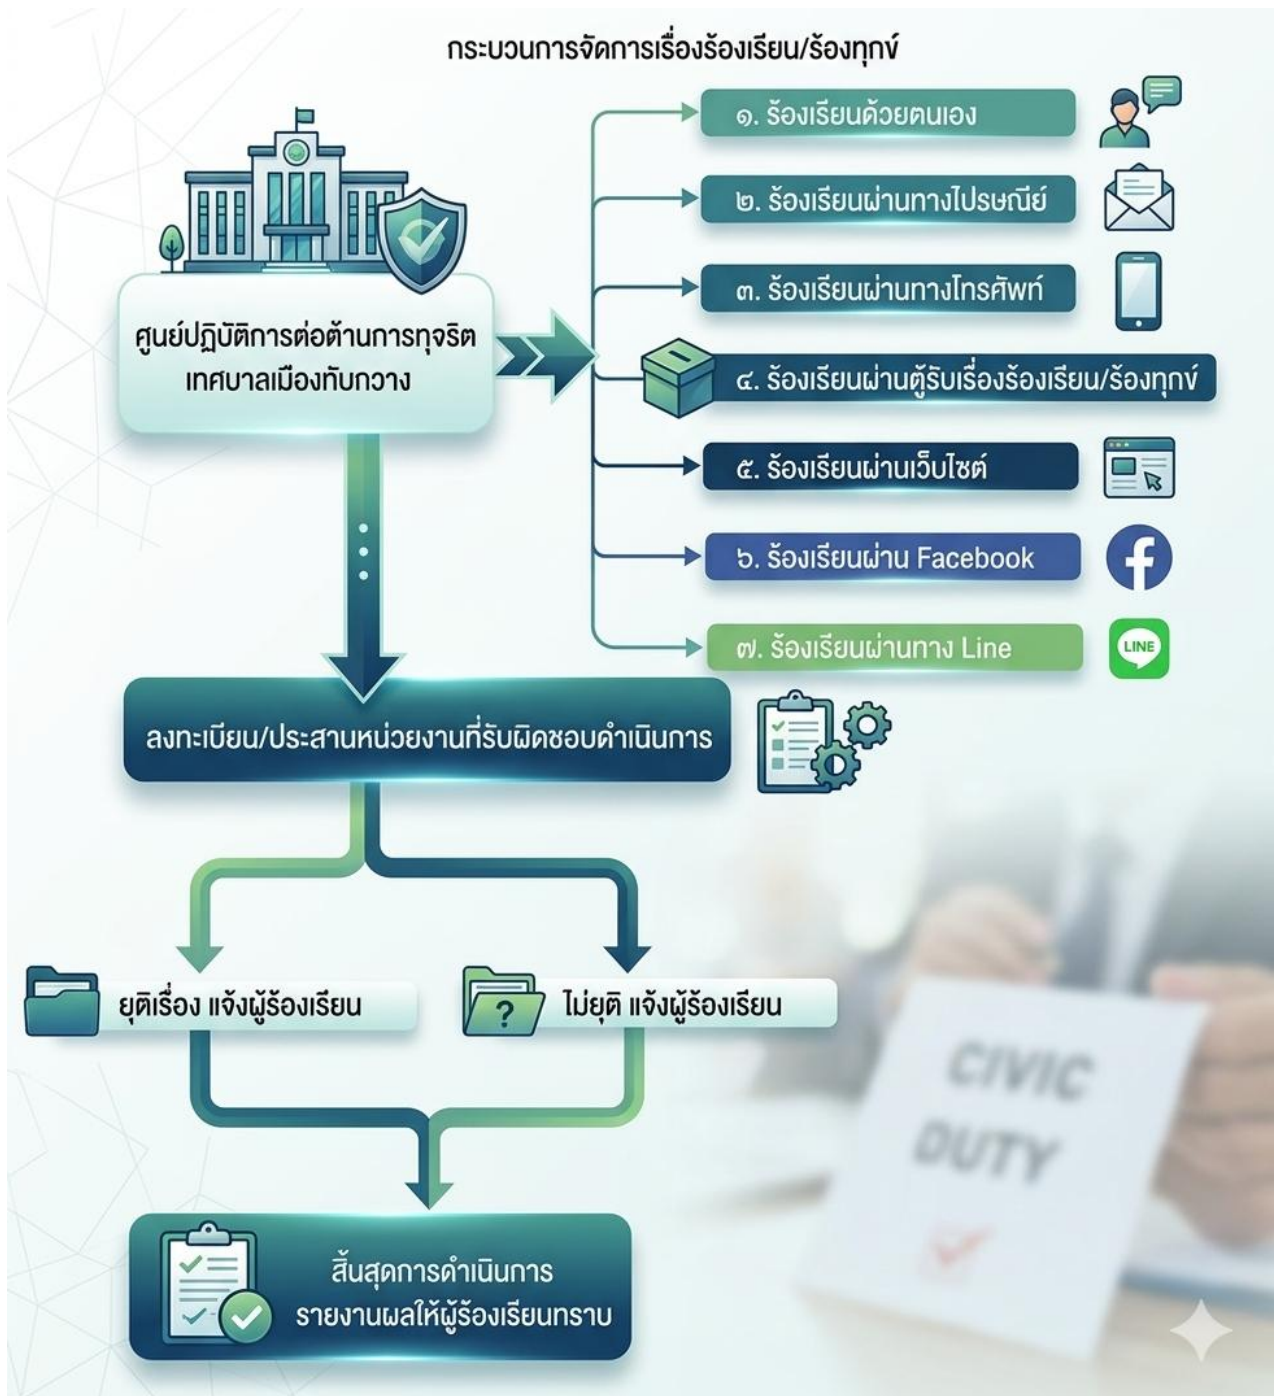 กระบวนการจัดการเรื่องร้องเรียน/ร้องทุกข์
๑. ร้องเรียนด้วยตนเอง
๒. ร้องเรียนผ่านทางไปรษณีย์
๓. ร้องเรียนผ่านทางโทรศัพท์
ศูนย์ปฏิบัติการต่อต้านการทุจริต
เทศบาลเมืองทับกวาง
๔. ร้องเรียนผ่านตู้รับเรื่องร้องเรียน/ร้องทุกข์
๕. ร้องเรียนผ่านเว็บไซต์
๖. ร้องเรียนผ่าน Facebook
๗. ร้องเรียนผ่านทาง Line
LINE
ลงทะเบียน/ประสานหน่วยงานที่รับผิดชอบดำเนินการ
ยุติเรื่อง แจ้งผู้ร้องเรียน
?
ไม่ยุติ แจ้งผู้ร้องเรียน
CIVIC
DUTY
สิ้นสุดการดำเนินการ
รายงานผลให้ผู้ร้องเรียนทราบ